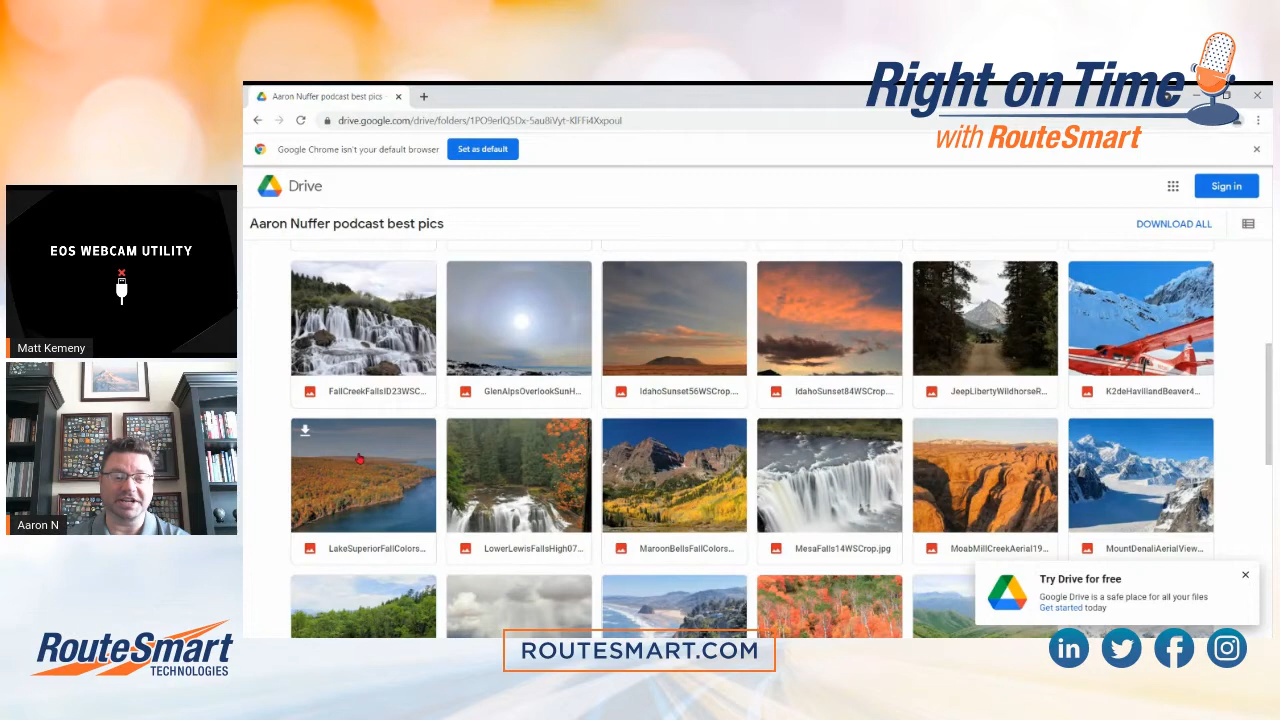 Right on Time
with RouteSmart
Aaron Nuffer podcast best pics
drive.google.com/drive/folders/
Google Chrome isn't your default browser
Set as default
Drive
Sign in
Aaron Nuffer podcast best pics
DOWNLOAD ALL
EOS WEBCAM UTILITY
Matt Kemeny
Aaron N
FallCreekFallsID23WSC...
GlenAlpsOverlookSunH...
IdahoSunset56WSCrop....
IdahoSunset84WSCrop....
JeepLibertyWildhorseR...
K2deHavillandBeaver4...
LakeSuperiorFallColors...
LowerLewisFallsHigh07...
MaroonBellsFallColors...
MesaFalls14WSCrop.jpg
MoabMillCreekAerial19...
MountDenaliAerialView...
Try Drive for free
Google Drive is a safe place for all your files
Get started today
RouteSmart
TECHNOLOGIES
ROUTESMART.COM
in